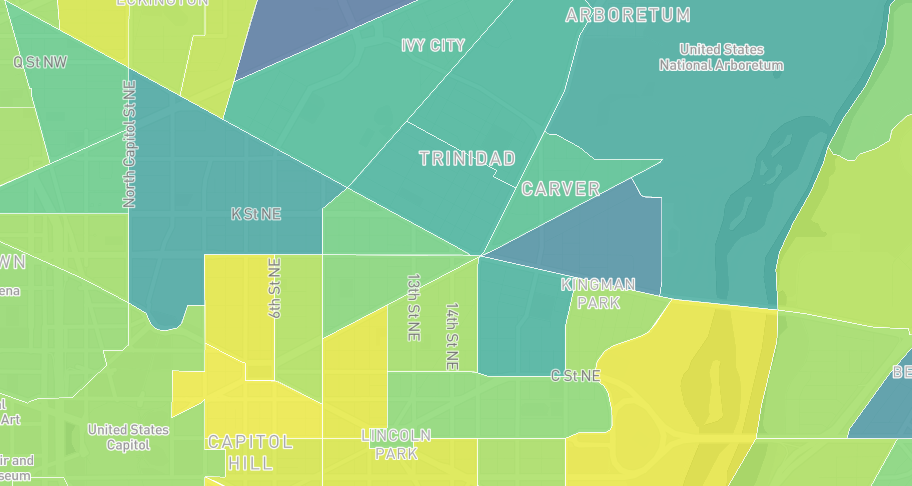 ECKINGTON
ARBORETUM
IVY CITY
United States
National Arboretum
Q St NW
North Capitol St NE
TRINIDAD
CARVER
K St NE
WN
ena
6th St NE
13th St NE
14th St NE
KINGMAN
PARK
C St NE
BE
al
Art
United States
Capitol
CAPITOL
HILL
LINCOLN
PARK
ir and
seum